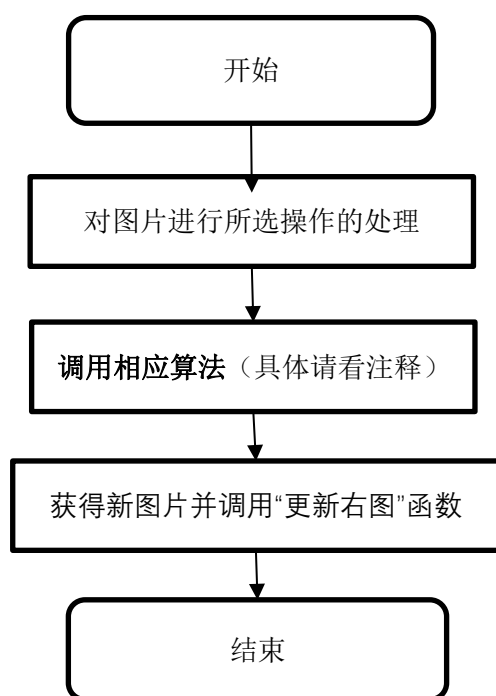 开始
对图片进行所选操作的处理
调用相应算法（具体请看注释）
获得新图片并调用“更新右图”函数
结束